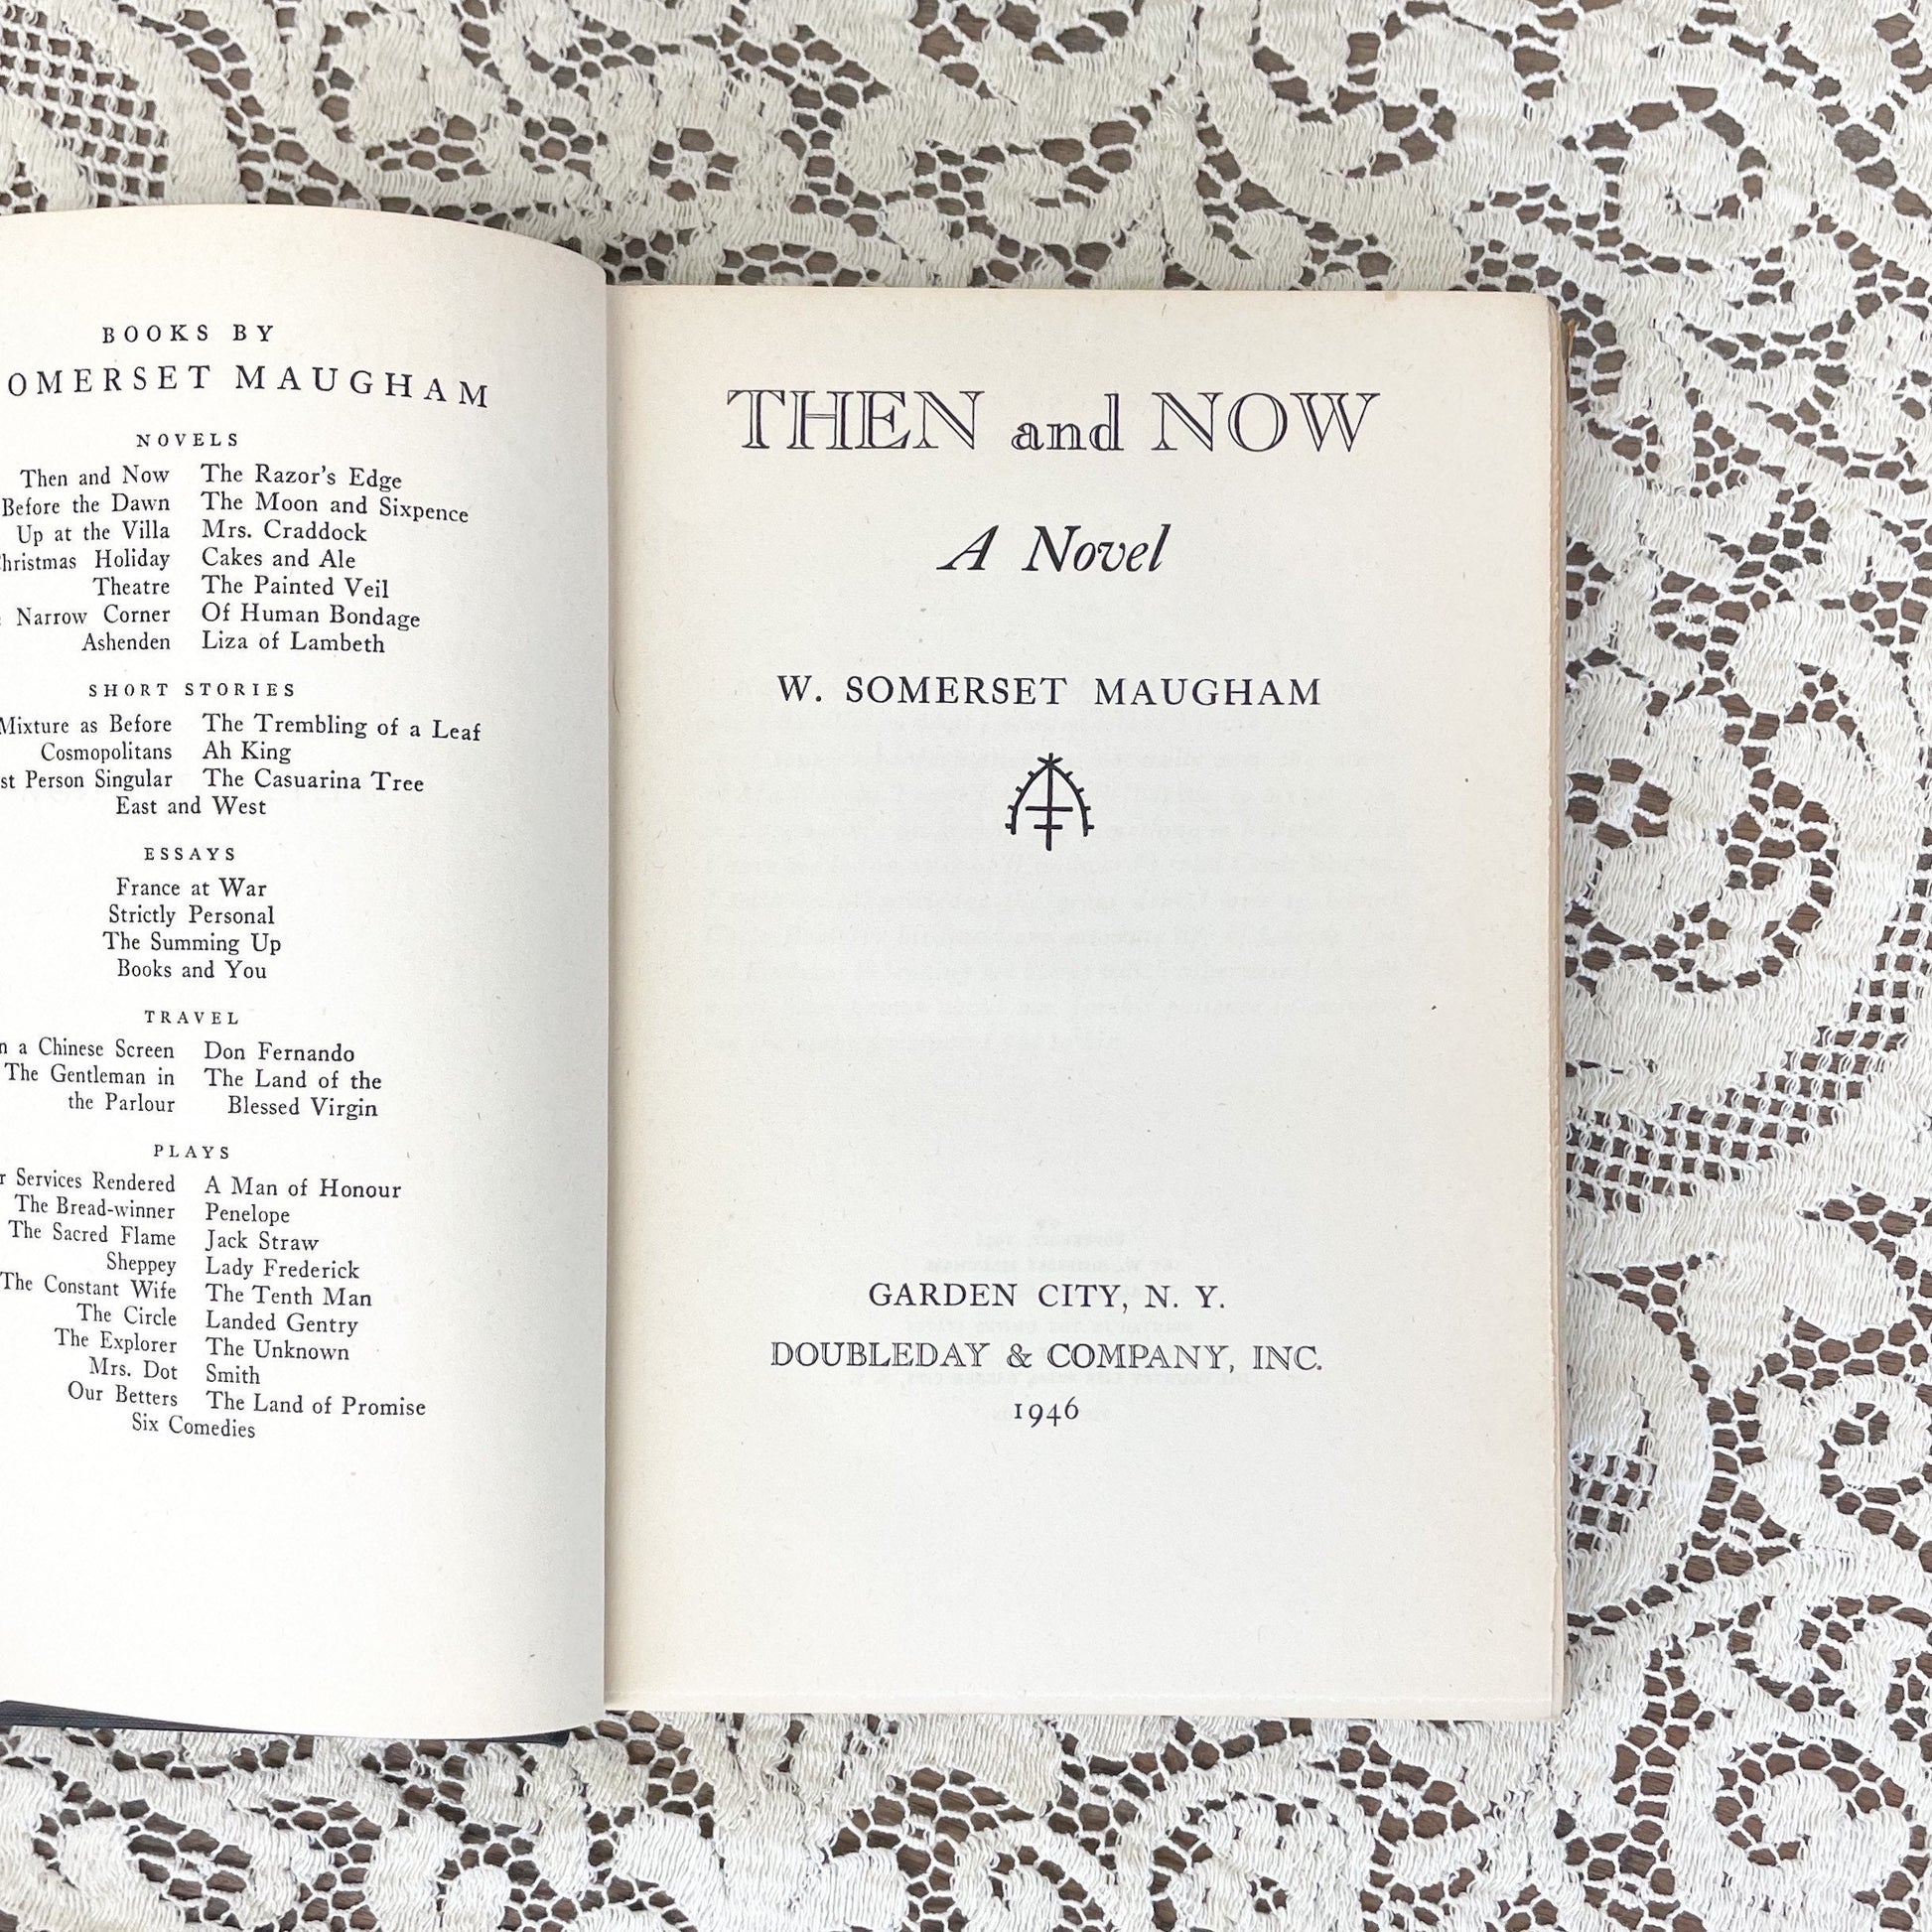 BOOKS BY
OMERSET MAUGHAM
NOVELS
Then and Now The Razor's Edge
Before the Dawn The Moon and Sixpence
Up at the Villa Mrs. Craddock
hristmas Holiday Cakes and Ale
Theatre The Painted Veil
Narrow Corner Of Human Bondage
Ashenden Liza of Lambeth
SHORT STORIES
Mixture as Before The Trembling of a Leaf
Cosmopolitans Ah King
st Person Singular The Casuarina Tree
East and West
ESSAYS
France at War
Strictly Personal
The Summing Up
Books and You
TRAVEL
n a Chinese Screen Don Fernando
The Gentleman in The Land of the
the Parlour Blessed Virgin
PLAYS
r Services Rendered A Man of Honour
The Bread-winner Penelope
The Sacred Flame Jack Straw
Sheppey Lady Frederick
The Constant Wife The Tenth Man
The Circle Landed Gentry
The Explorer The Unknown
Mrs. Dot Smith
Our Betters The Land of Promise
Six Comedies
THEN and NOW
A Novel
W. SOMERSET MAUGHAM
GARDEN CITY, N. Y.
DOUBLEDAY & COMPANY, INC.
1946